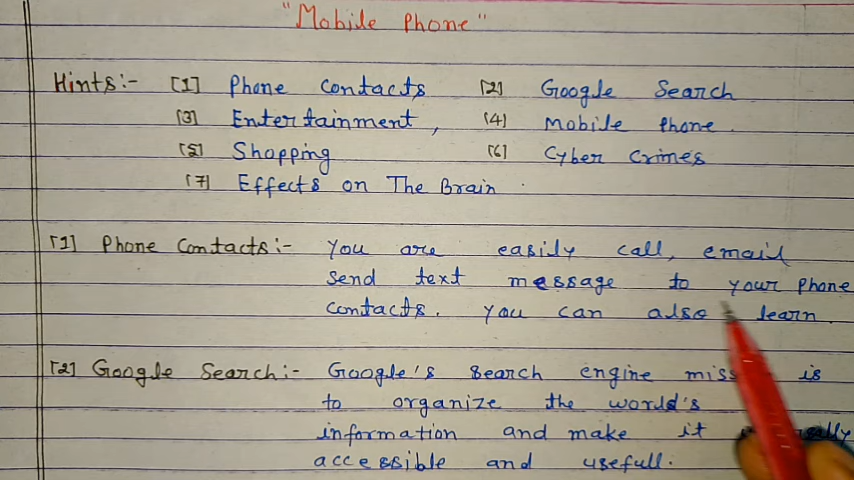 "Mobile Phone"
Hints:- [1] Phone Contacts [2] Google Search
[3] Entertainment, [4] Mobile Phone.
[5] Shopping [6] Cyber Crimes
[7] Effects on The Brain.
[1] Phone Contacts:- You are easily call, email
send text message to your phone
contacts. You can also learn.
[2] Google Search:- Google's search engine is
to organize the world's
information and make it
accessible and usefull.